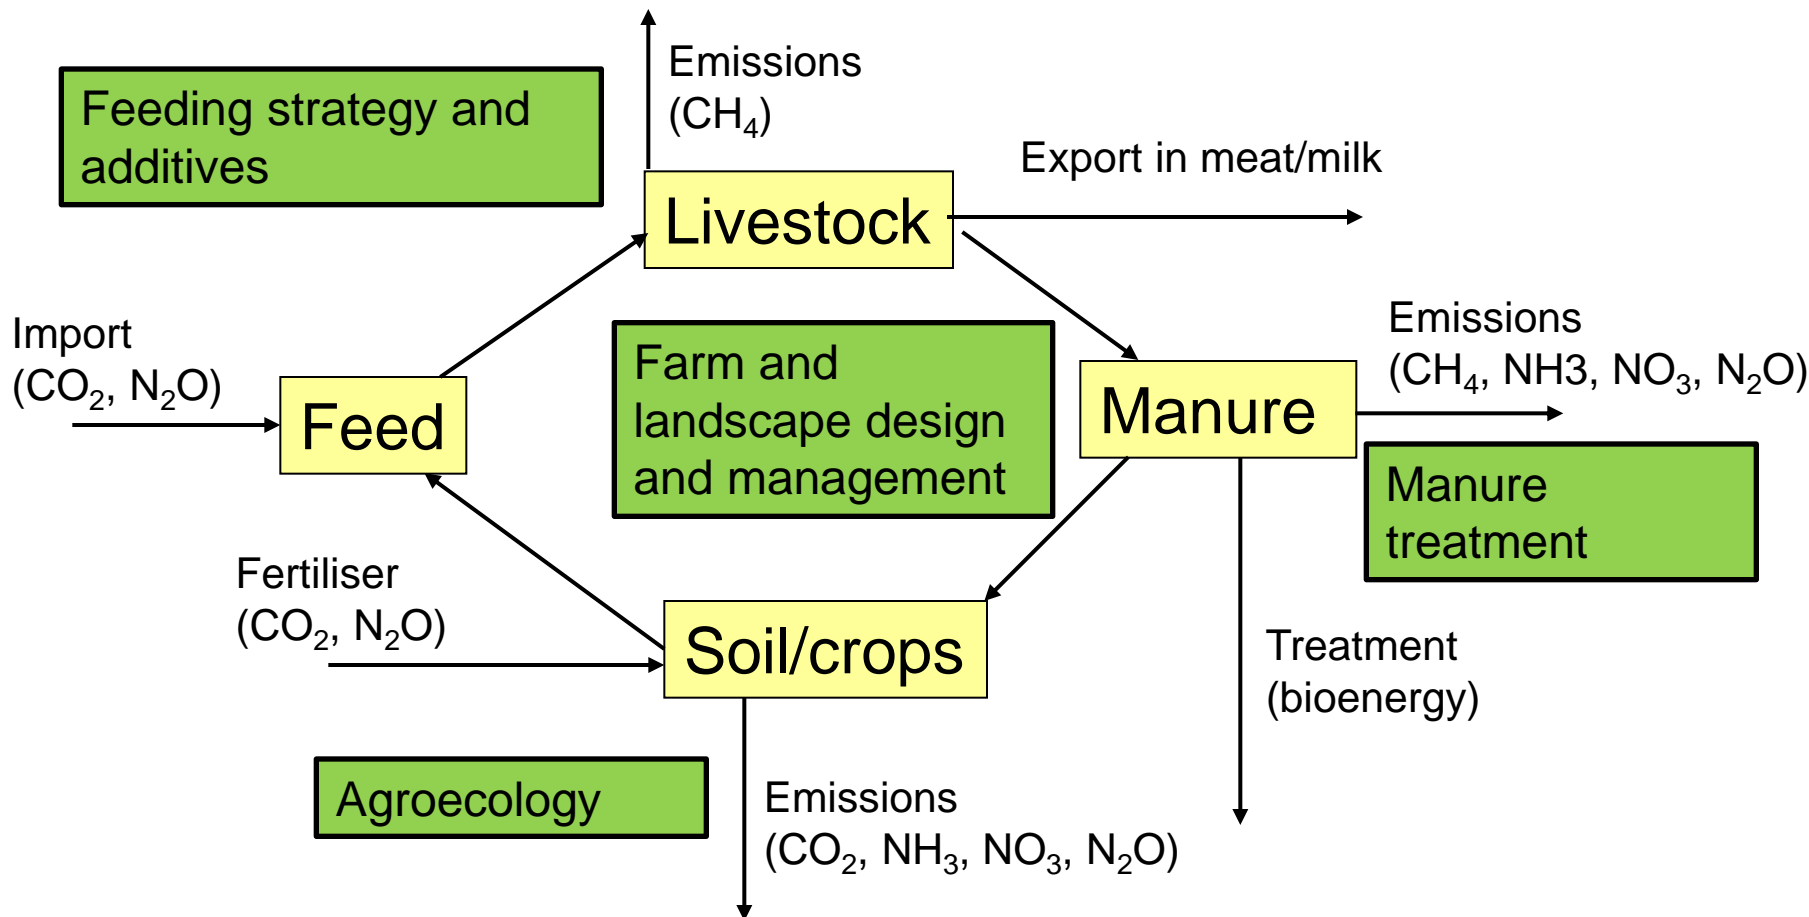 Emissions
(CH₄)
Feeding strategy and
additives
Export in meat/milk
Livestock
Import
(CO₂, N₂O)
Feed
Farm and
landscape design
and management
Emissions
(CH₄, NH3, NO₃, N₂O)
Manure
Manure
treatment
Fertiliser
(CO₂, N₂O)
Soil/crops
Treatment
(bioenergy)
Agroecology
Emissions
(CO₂, NH₃, NO₃, N₂O)